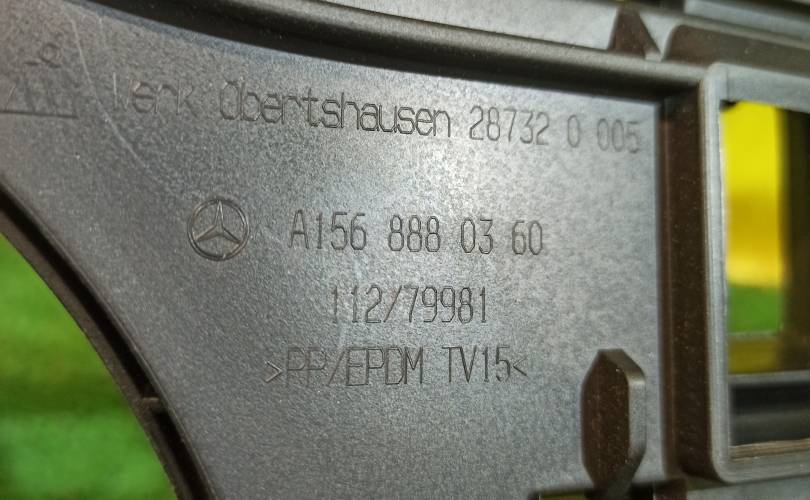 Werk Obertshausen 28732 0 005
A156 888 03 60
112/79981
>PP/EPDM TV15<